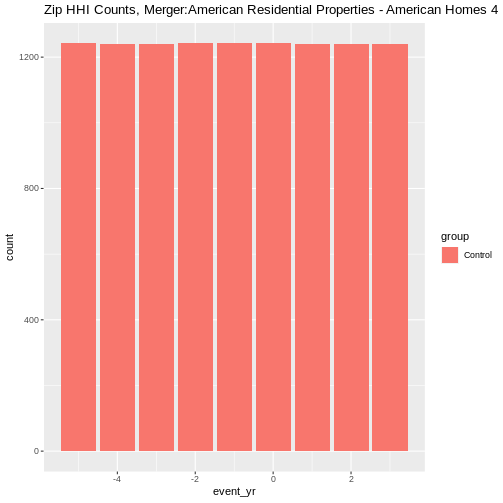 Zip HHI Counts, Merger:American Residential Properties - American Homes 4
1200
800
400
0
count
-4
-2
0
2
event_yr
group
Control